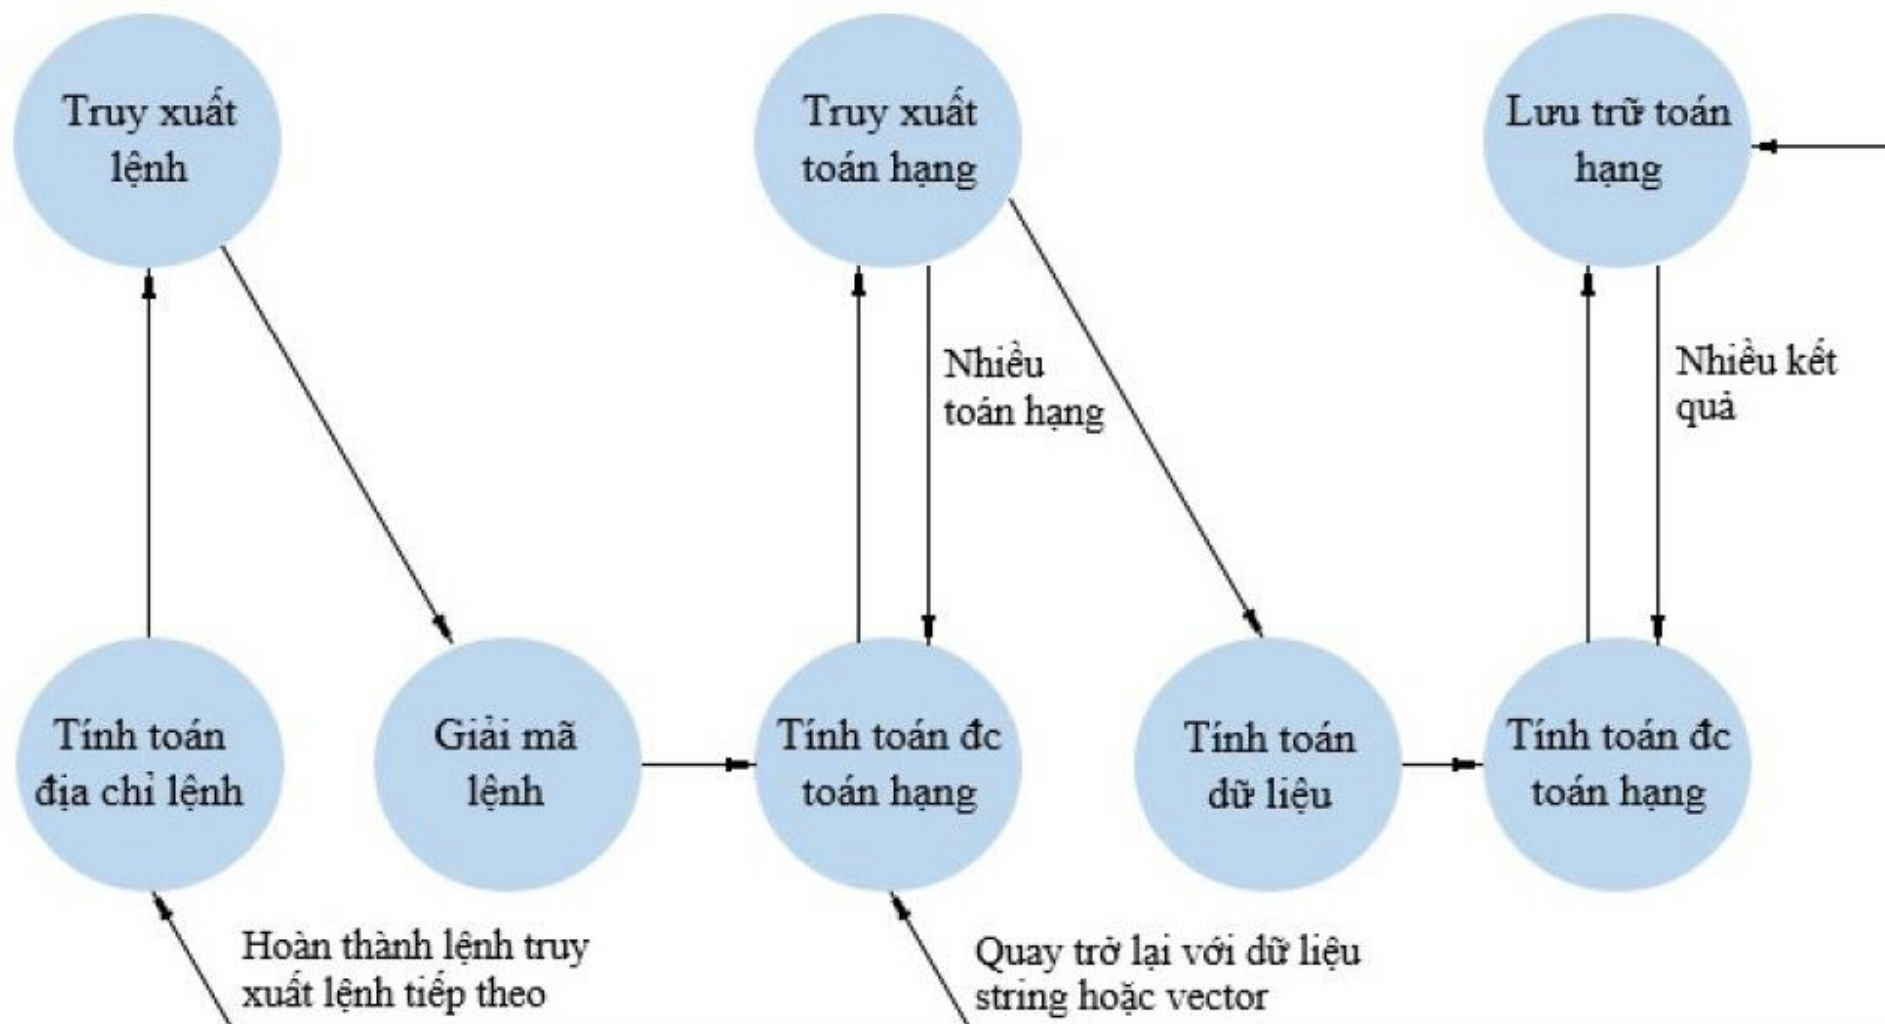 Truy xuất
lệnh
Truy xuất
toán hạng
Lưu trữ toán
hạng
Nhiều
toán hạng
Nhiều kết
quả
Tính toán
địa chỉ lệnh
Giải mã
lệnh
Tính toán đc
toán hạng
Tính toán
dữ liệu
Tính toán đc
toán hạng
Hoàn thành lệnh truy
xuất lệnh tiếp theo
Quay trở lại với dữ liệu
string hoặc vector